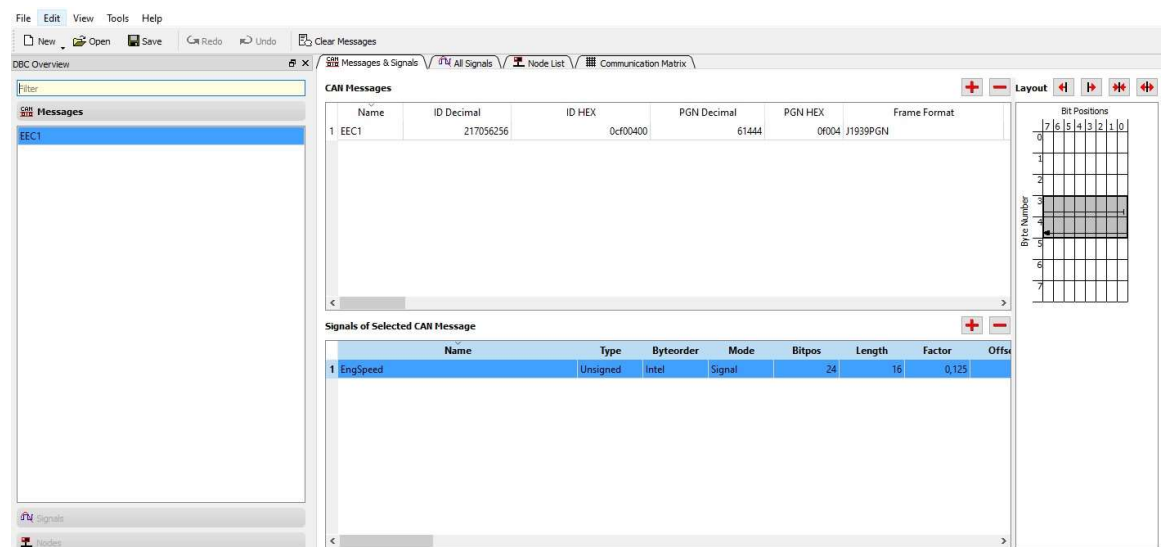 File Edit View Tools Help
New Open Save Redo Undo Clear Messages
DBC Overview
Filter
Messages
EEC1
Signals
Nodes
Messages & Signals All Signals Node List Communication Matrix
CAN Messages
Name ID Decimal ID HEX PGN Decimal PGN HEX Frame Format
1 EEC1 217056256 0cf00400 61444 0f004 J1939PGN
Signals of Selected CAN Message
Name Type Byteorder Mode Bitpos Length Factor Offse
1 EngSpeed Unsigned Intel Signal 24 16 0,125
Layout
Bit Positions
7 6 5 4 3 2 1 0
Byte Number
0
1
2
3
4
5
6
7